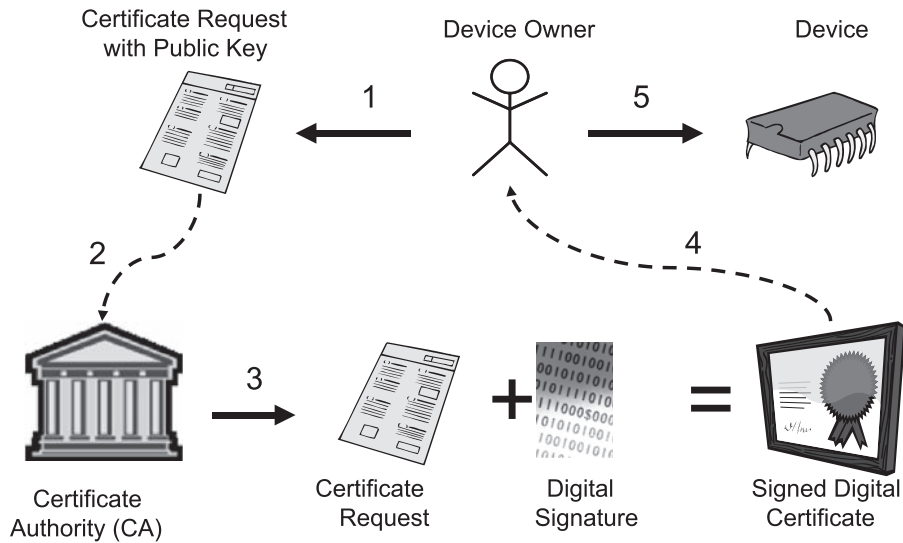 Certificate Request
with Public Key
Device Owner
Device
1
5
2
4
3
+
=
Certificate
Authority (CA)
Certificate
Request
Digital
Signature
Signed Digital
Certificate